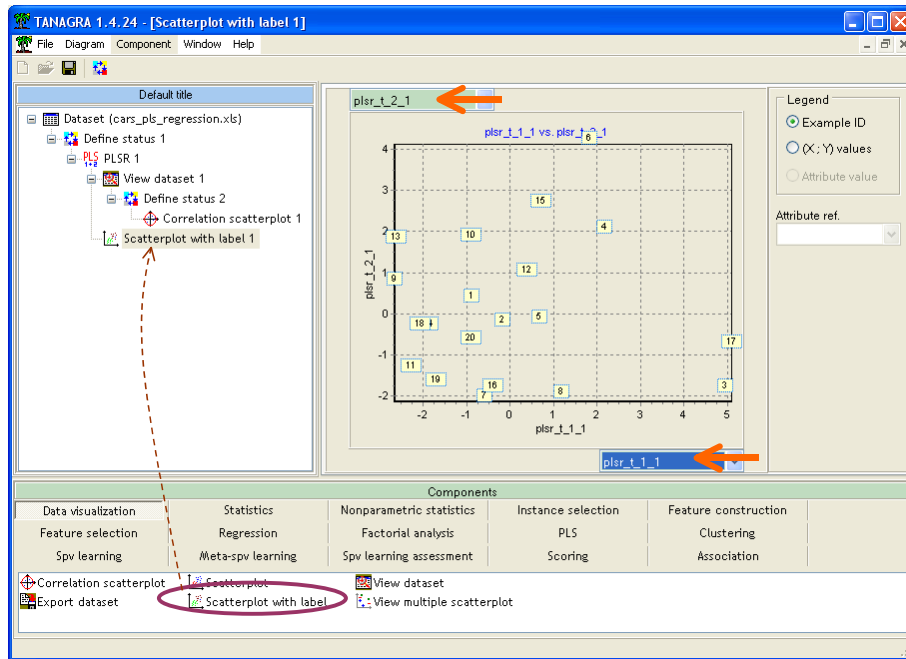 TANAGRA 1.4.24 - [Scatterplot with label 1]
File Diagram Component Window Help
Default title
Dataset (cars_pls_regression.xls)
Define status 1
PLS 1+2 PLSR 1
View dataset 1
Define status 2
Correlation scatterplot 1
Scatterplot with label 1
plsr_t_2_1
plsr_t_1_1 vs. plsr_t_2_1
4
3
2
1
0
-1
-2
plsr_t_2_1
6
15
4
10
13
12
9
1
2
5
18
20
17
11
19
16
7
8
3
-2 -1 0 1 2 3 4 5
plsr_t_1_1
plsr_t_1_1
Legend
Example ID
(X ; Y) values
Attribute value
Attribute ref.
Components
Data visualization Statistics Nonparametric statistics Instance selection Feature construction
Feature selection Regression Factorial analysis PLS Clustering
Spv learning Meta-spv learning Spv learning assessment Scoring Association
Correlation scatterplot Scatterplot View dataset
Export dataset Scatterplot with label View multiple scatterplot